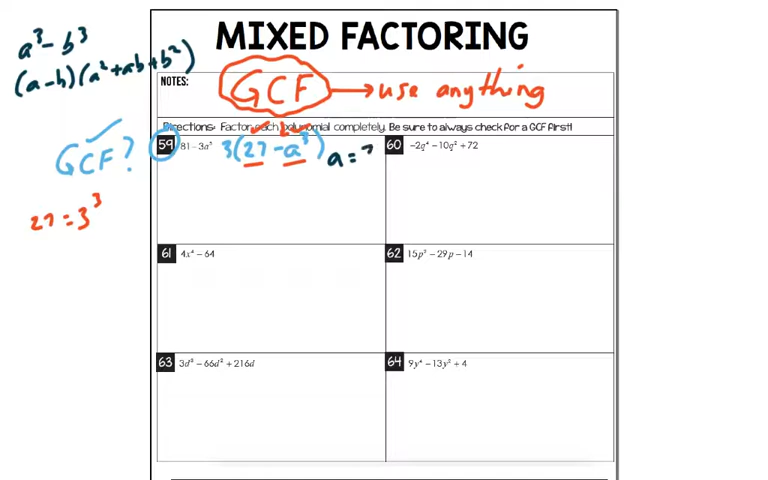 a³ - b³
(a-b)(a²+ab+b²)
MIXED FACTORING
NOTES:
GCF → use anything
Directions: Factor each polynomial completely. Be sure to always check for a GCF first!
GCF?
59 81 − 3a³ 3(27 - a³) a = 
60 −2q⁴ − 10q² + 72
27 = 3³
61 4x⁴ − 64
62 15p² − 29p − 14
63 3d³ − 66d² + 216d
64 9y⁴ − 13y² + 4